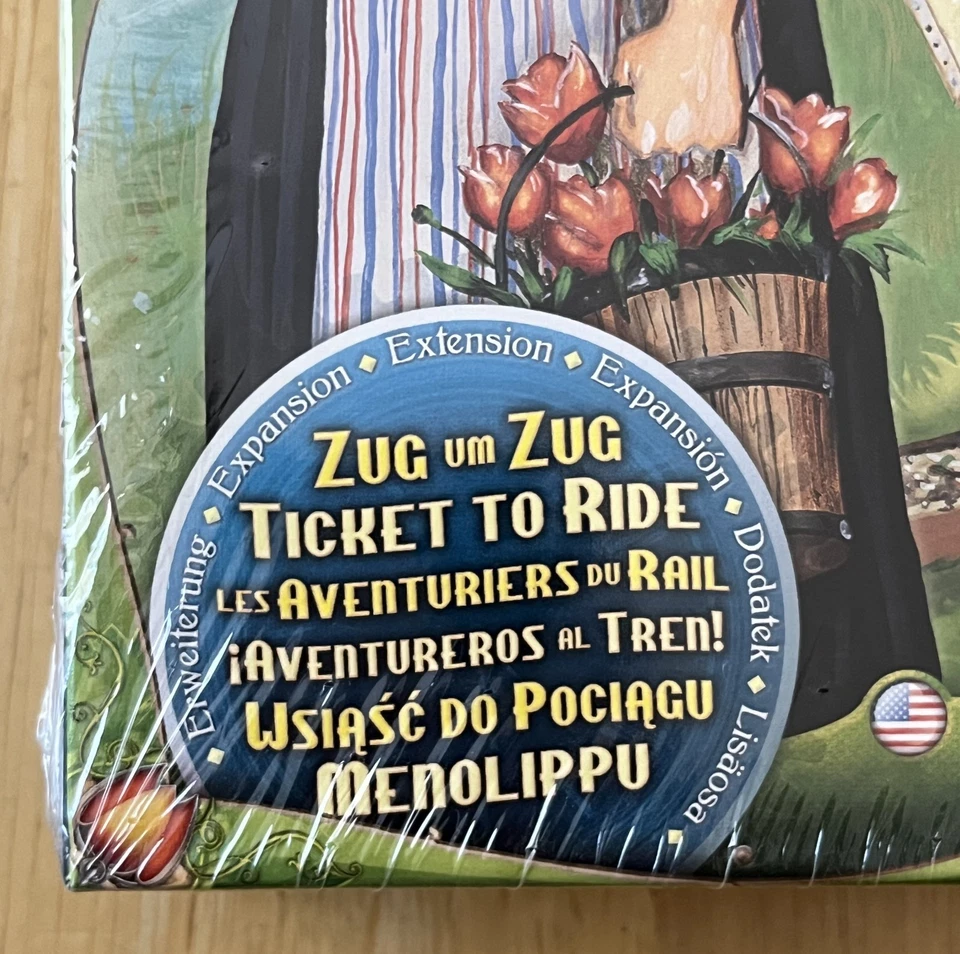 Erweiterung
Expansion
Extension
Expansión
Dodatek
Lisäosa
ZUG UM ZUG
TICKET TO RIDE
LES AVENTURIERS DU RAIL
¡AVENTUREROS AL TREN!
WSIĄŚĆ DO POCIĄGU
MENOLIPPU